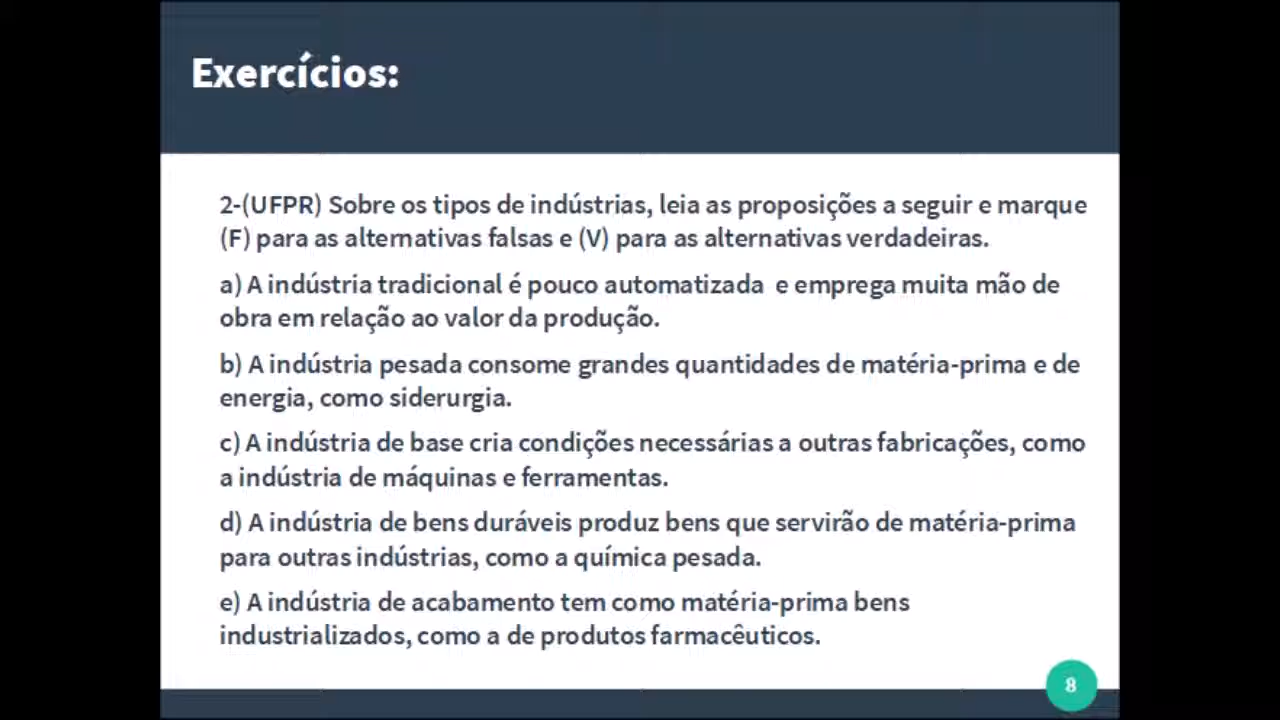 Exercícios:
2-(UFPR) Sobre os tipos de indústrias, leia as proposições a seguir e marque
(F) para as alternativas falsas e (V) para as alternativas verdadeiras.
a) A indústria tradicional é pouco automatizada e emprega muita mão de
obra em relação ao valor da produção.
b) A indústria pesada consome grandes quantidades de matéria-prima e de
energia, como siderurgia.
c) A indústria de base cria condições necessárias a outras fabricações, como
a indústria de máquinas e ferramentas.
d) A indústria de bens duráveis produz bens que servirão de matéria-prima
para outras indústrias, como a química pesada.
e) A indústria de acabamento tem como matéria-prima bens
industrializados, como a de produtos farmacêuticos.
8